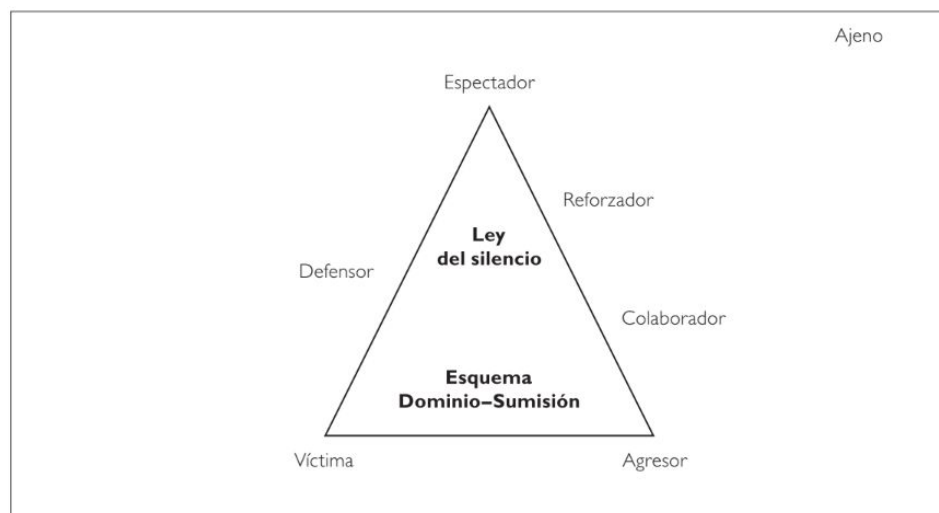 Ajeno
Espectador
Reforzador
Ley
del silencio
Defensor
Colaborador
Esquema
Dominio–Sumisión
Víctima
Agresor